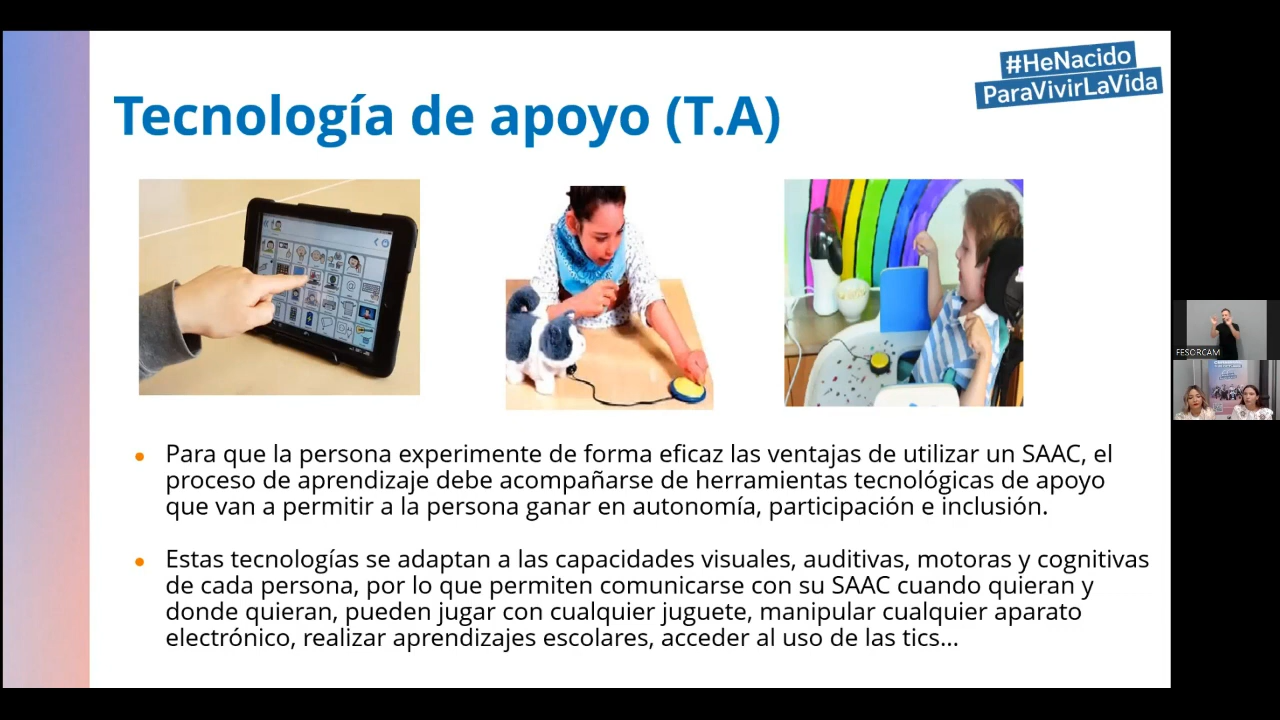 #HeNacido
ParaVivirLaVida
Tecnología de apoyo (T.A)
Para que la persona experimente de forma eficaz las ventajas de utilizar un SAAC, el
proceso de aprendizaje debe acompañarse de herramientas tecnológicas de apoyo
que van a permitir a la persona ganar en autonomía, participación e inclusión.
Estas tecnologías se adaptan a las capacidades visuales, auditivas, motoras y cognitivas
de cada persona, por lo que permiten comunicarse con su SAAC cuando quieran y
donde quieran, pueden jugar con cualquier juguete, manipular cualquier aparato
electrónico, realizar aprendizajes escolares, acceder al uso de las tics...
FESORCAM